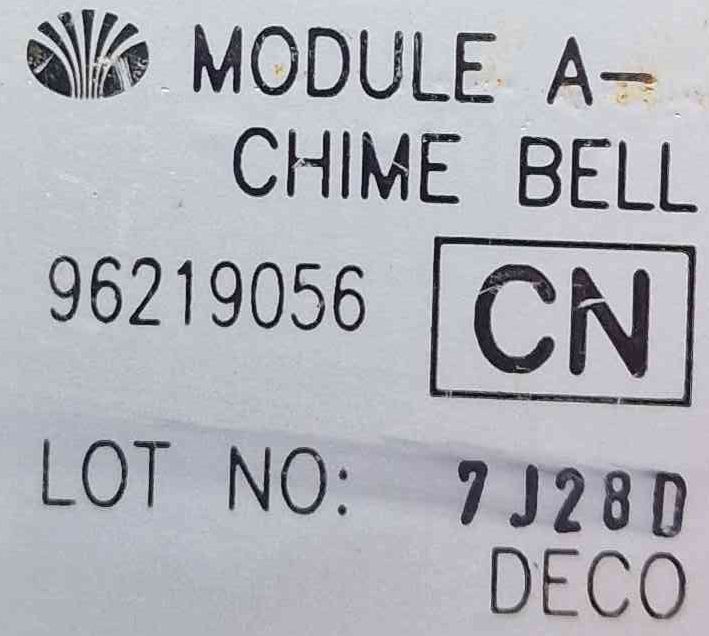 MODULE A-
CHIME BELL
96219056 CN
LOT NO: 7J28D
DECO